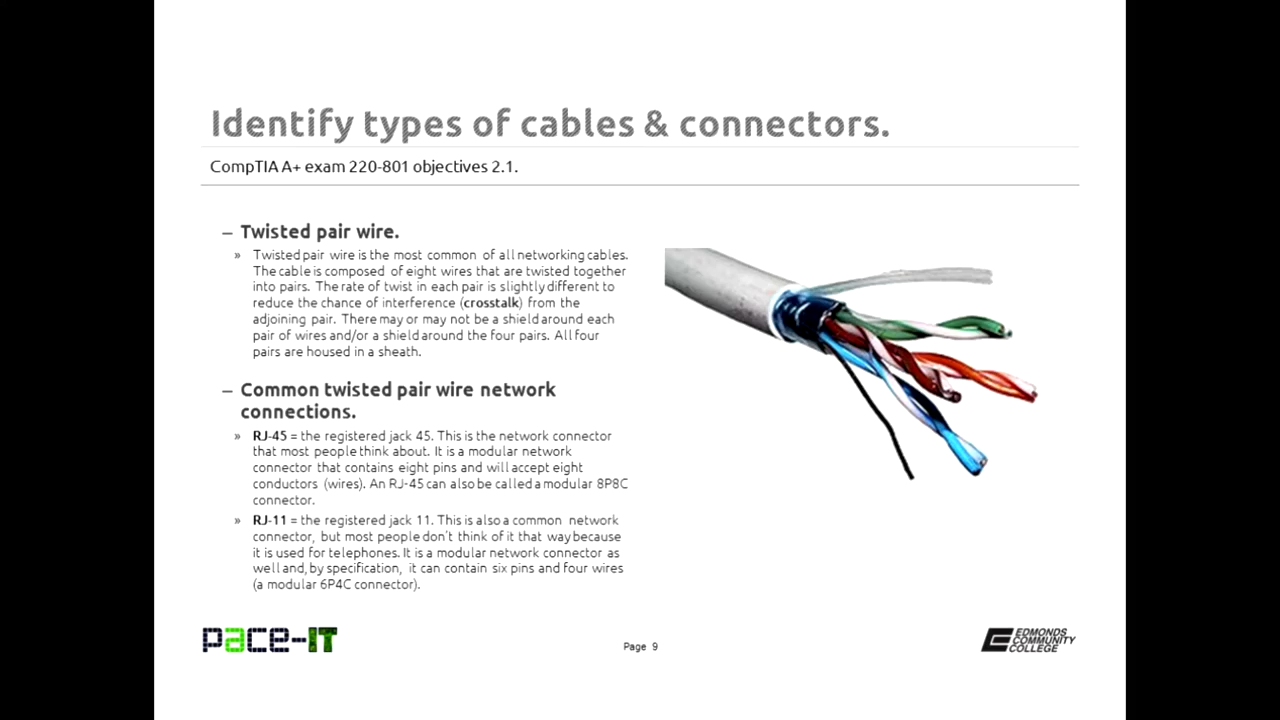 Identify types of cables & connectors.
CompTIA A+ exam 220-801 objectives 2.1.
– Twisted pair wire.
» Twisted pair wire is the most common of all networking cables.
The cable is composed of eight wires that are twisted together
into pairs. The rate of twist in each pair is slightly different to
reduce the chance of interference (crosstalk) from the
adjoining pair. There may or may not be a shield around each
pair of wires and/or a shield around the four pairs. All four
pairs are housed in a sheath.
– Common twisted pair wire network
connections.
» RJ-45 = the registered jack 45. This is the network connector
that most people think about. It is a modular network
connector that contains eight pins and will accept eight
conductors (wires). An RJ-45 can also be called a modular 8P8C
connector.
» RJ-11 = the registered jack 11. This is also a common network
connector, but most people don't think of it that way because
it is used for telephones. It is a modular network connector as
well and, by specification, it can contain six pins and four wires
(a modular 6P4C connector).
pace-IT
Page 9
EDMONDS
COMMUNITY
COLLEGE